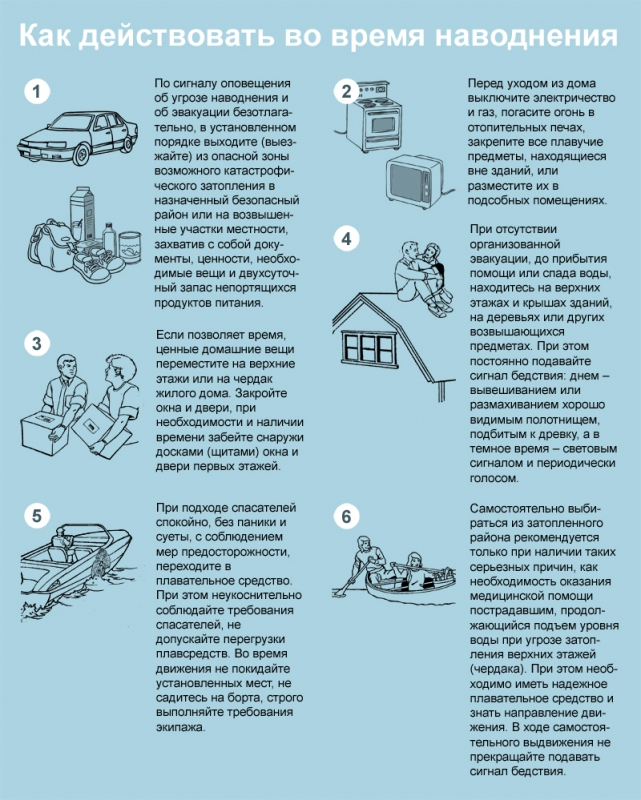 Как действовать во время наводнения
1
По сигналу оповещения
об угрозе наводнения и
об эвакуации безотлага-
тельно, в установленном
порядке выходите (выез-
жайте) из опасной зоны
возможного катастрофи-
ческого затопления в
назначенный безопасный
район или на возвышен-
ные участки местности,
захватив с собой доку-
менты, ценности, необхо-
димые вещи и двухсуточ-
ный запас непортящихся
продуктов питания.
2
Перед уходом из дома
выключите электричество
и газ, погасите огонь в
отопительных печах,
закрепите все плавучие
предметы, находящиеся
вне зданий, или
разместите их в
подсобных помещениях.
3
Если позволяет время,
ценные домашние вещи
переместите на верхние
этажи или на чердак
жилого дома. Закройте
окна и двери, при
необходимости и наличии
времени забейте снаружи
досками (щитами) окна и
двери первых этажей.
4
При отсутствии
организованной
эвакуации, до прибытия
помощи или спада воды,
находитесь на верхних
этажах и крышах зданий,
на деревьях или других
возвышающихся
предметах. При этом
постоянно подавайте
сигнал бедствия: днем –
вывешиванием или
размахиванием хорошо
видимым полотнищем,
подбитым к древку, а в
темное время – световым
сигналом и периодически
голосом.
5
При подходе спасателей
спокойно, без паники и
суеты, с соблюдением
мер предосторожности,
переходите в
плавательное средство.
При этом неукоснительно
соблюдайте требования
спасателей, не
допускайте перегрузки
плавсредств. Во время
движения не покидайте
установленных мест, не
садитесь на борта, строго
выполняйте требования
экипажа.
6
Самостоятельно выби-
раться из затопленного
района рекомендуется
только при наличии таких
серьезных причин, как
необходимость оказания
медицинской помощи
пострадавшим, продол-
жающийся подъем уровня
воды при угрозе затоп-
ления верхних этажей
(чердака). При этом необ-
ходимо иметь надежное
плавательное средство и
знать направление дви-
жения. В ходе самостоя-
тельного выдвижения не
прекращайте подавать
сигнал бедствия.